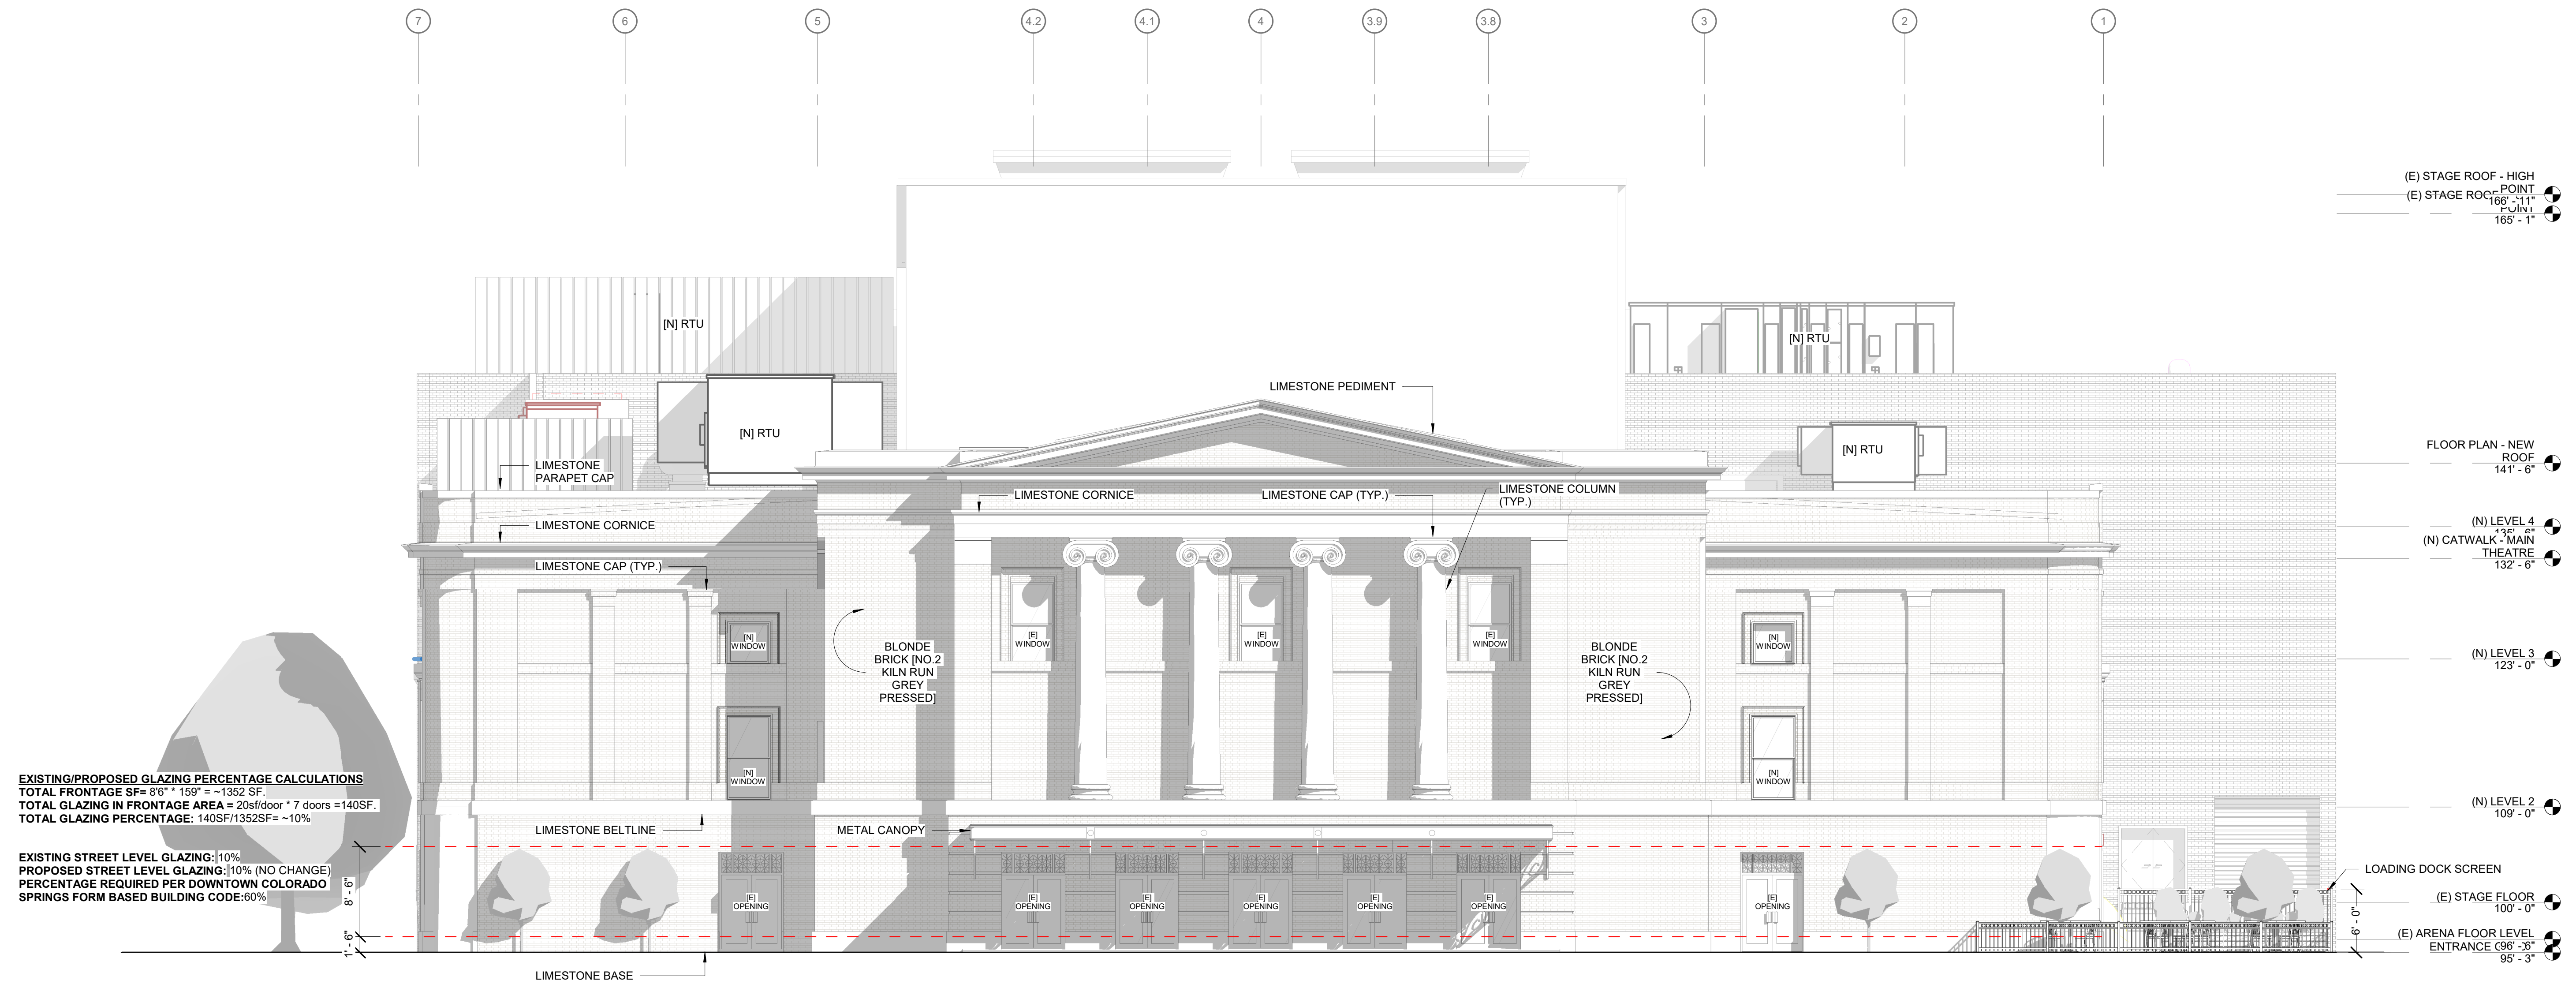 7 6 5 4.2 4.1 4 3.9 3.8 3 2 1
(E) STAGE ROOF - HIGH
POINT
166' - 11"
(E) STAGE ROOF
POINT
165' - 1"
[N] RTU
[N] RTU
LIMESTONE PEDIMENT
[N] RTU
[N] RTU
FLOOR PLAN - NEW
ROOF
141' - 6"
LIMESTONE
PARAPET CAP
LIMESTONE CORNICE
LIMESTONE CAP (TYP.)
LIMESTONE COLUMN
(TYP.)
LIMESTONE CORNICE
(N) LEVEL 4
135' - 6"
(N) CATWALK - MAIN
THEATRE
132' - 6"
LIMESTONE CAP (TYP.)
[N]
WINDOW
[E]
WINDOW
[E]
WINDOW
[E]
WINDOW
[N]
WINDOW
BLONDE
BRICK [NO.2
KILN RUN
GREY
PRESSED]
BLONDE
BRICK [NO.2
KILN RUN
GREY
PRESSED]
(N) LEVEL 3
123' - 0"
[N]
WINDOW
[N]
WINDOW
EXISTING/PROPOSED GLAZING PERCENTAGE CALCULATIONS
TOTAL FRONTAGE SF= 8'6" * 159" = ~1352 SF.
TOTAL GLAZING IN FRONTAGE AREA = 20sf/door * 7 doors =140SF.
TOTAL GLAZING PERCENTAGE: 140SF/1352SF= ~10%
(N) LEVEL 2
109' - 0"
LIMESTONE BELTLINE
METAL CANOPY
EXISTING STREET LEVEL GLAZING: 10%
PROPOSED STREET LEVEL GLAZING: 10% (NO CHANGE)
PERCENTAGE REQUIRED PER DOWNTOWN COLORADO
SPRINGS FORM BASED BUILDING CODE:60%
8' - 6"
1' - 6"
[E]
OPENING
[E]
OPENING
[E]
OPENING
[E]
OPENING
[E]
OPENING
[E]
OPENING
[E]
OPENING
LOADING DOCK SCREEN
6' - 0"
(E) STAGE FLOOR
100' - 0"
(E) ARENA FLOOR LEVEL
96' - 6"
ENTRANCE
95' - 3"
LIMESTONE BASE